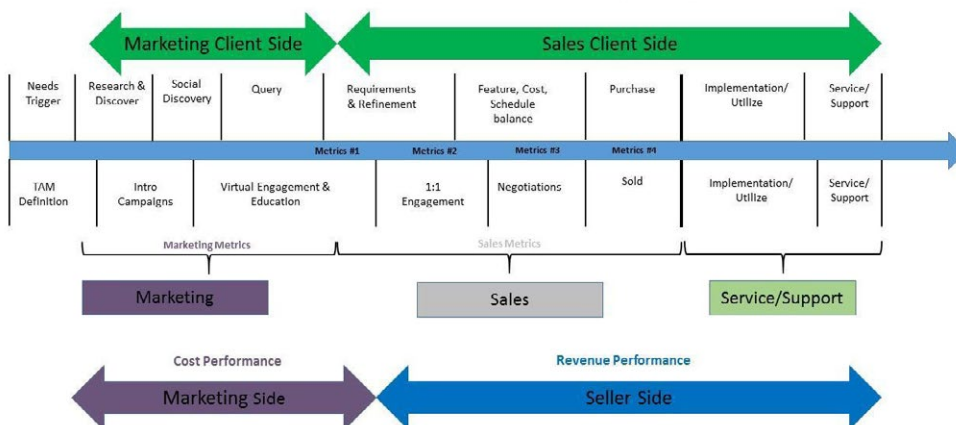 Marketing Client Side
Sales Client Side
Needs
Trigger
Research &
Discover
Social
Discovery
Query
Requirements
& Refinement
Feature, Cost,
Schedule
balance
Purchase
Implementation/
Utilize
Service/
Support
Metrics #1
Metrics #2
Metrics #3
Metrics #4
TAM
Definition
Intro
Campaigns
Virtual Engagement &
Education
1:1
Engagement
Negotiations
Sold
Implementation/
Utilize
Service/
Support
Marketing Metrics
Sales Metrics
Marketing
Sales
Service/Support
Cost Performance
Revenue Performance
Marketing Side
Seller Side